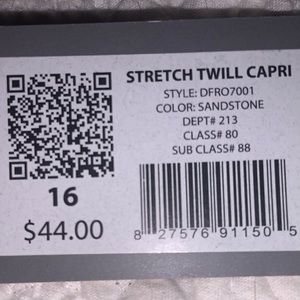 STRETCH TWILL CAPRI
STYLE: DFRO7001
COLOR: SANDSTONE
DEPT# 213
CLASS# 80
SUB CLASS# 88
16
$44.00
8 27576 91150 5